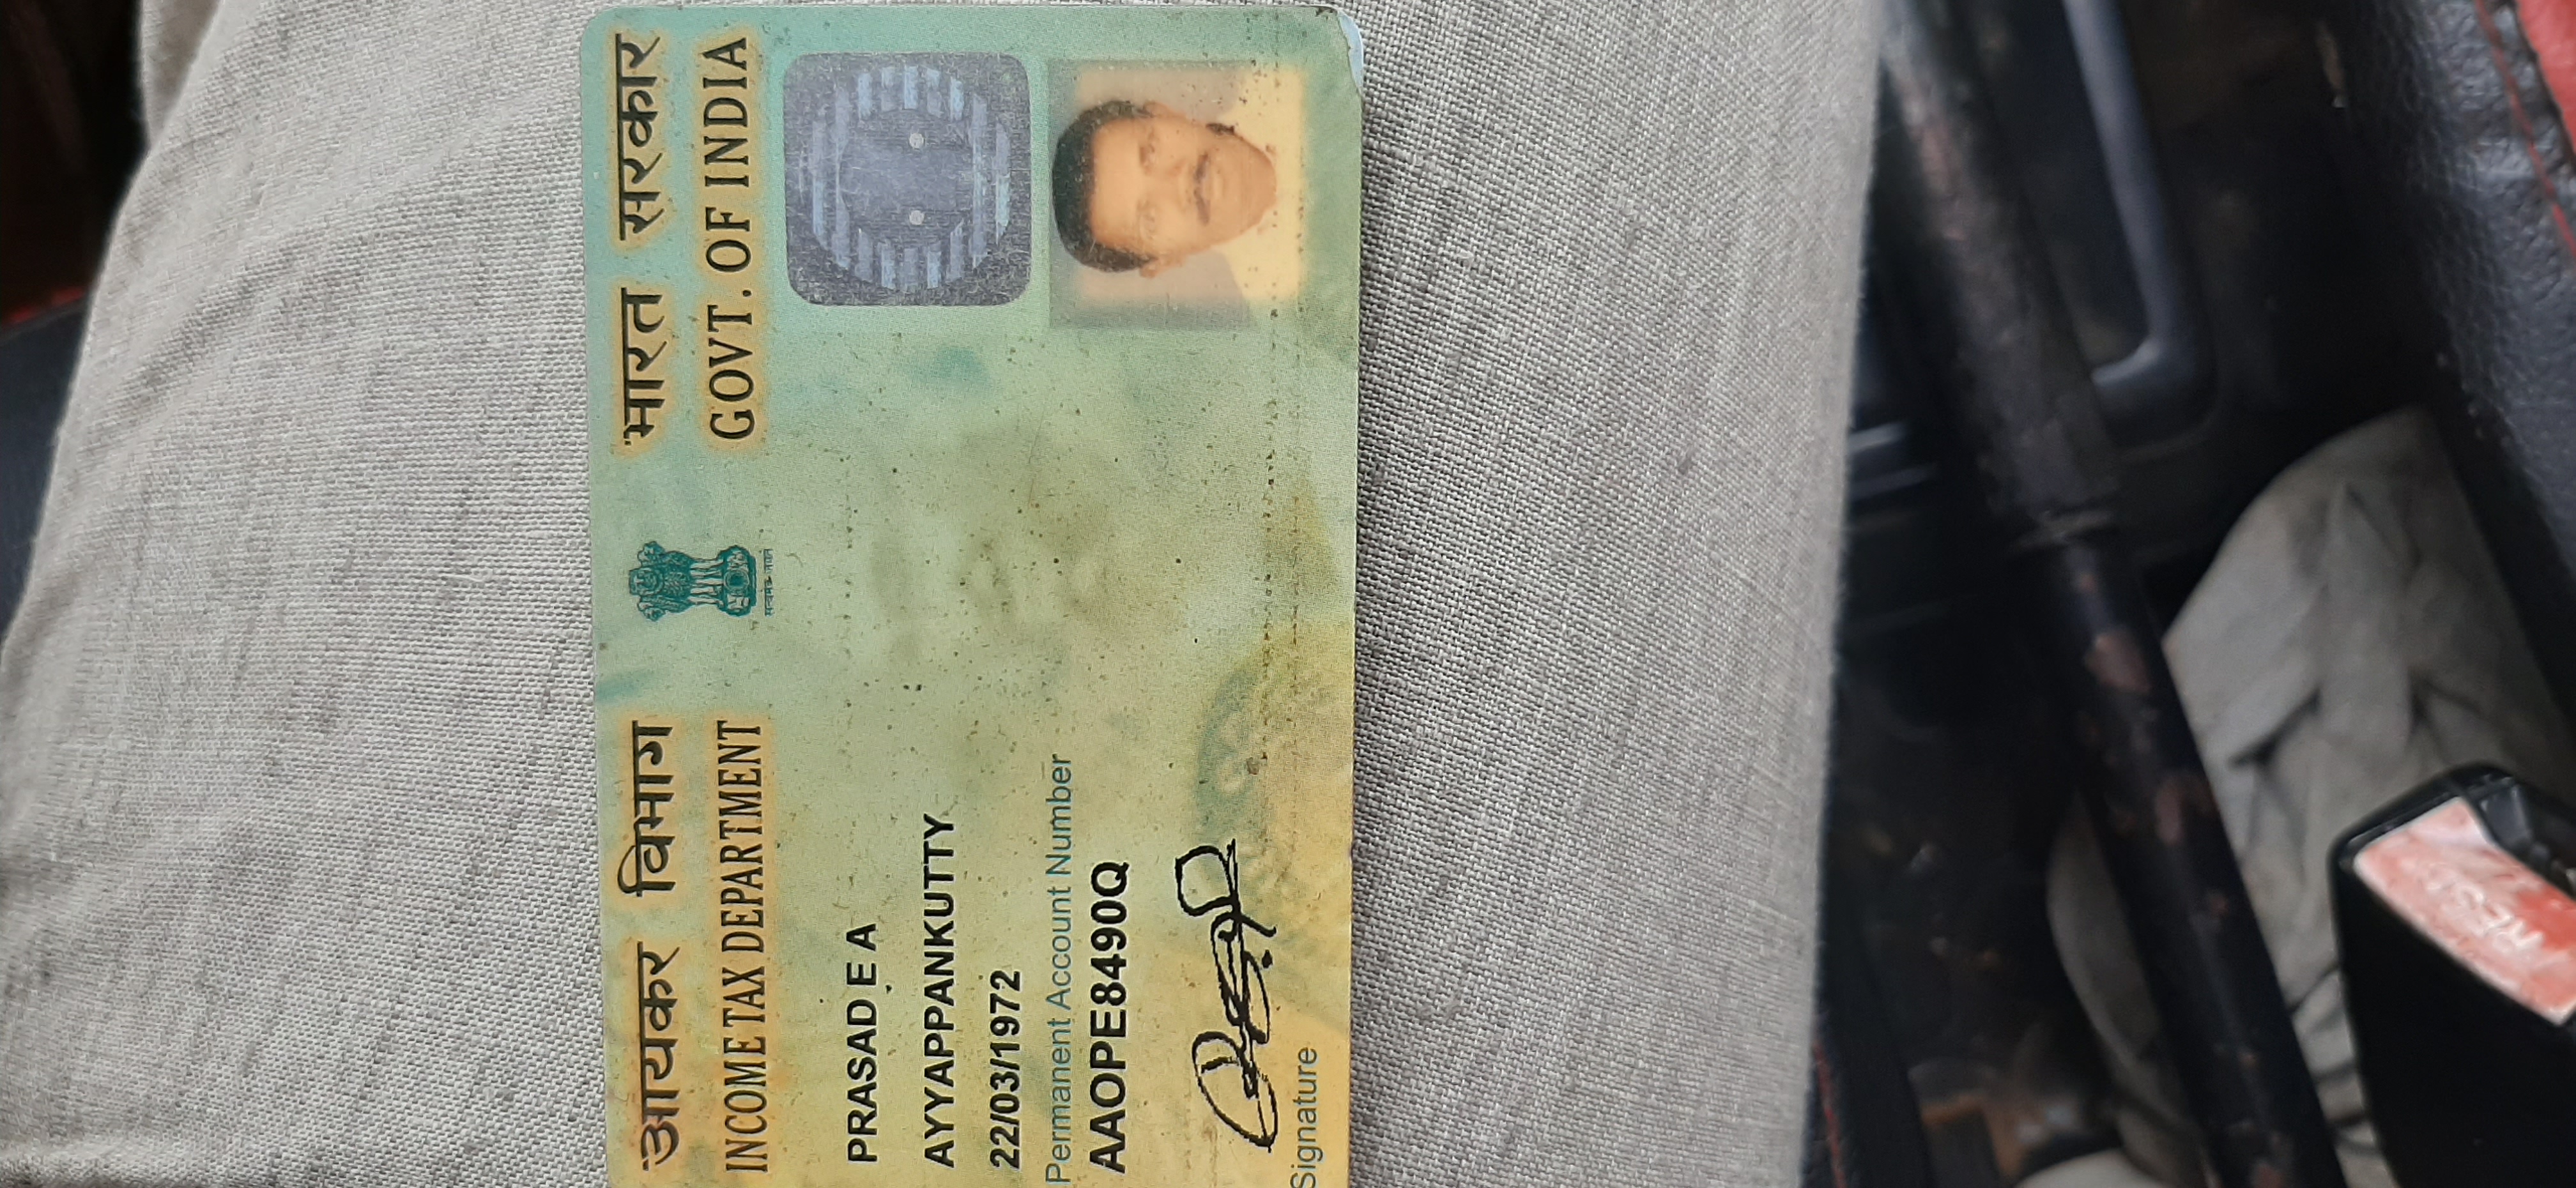 आयकर विभाग
INCOME TAX DEPARTMENT
भारत सरकार
GOVT. OF INDIA
सत्यमेव जयते
PRASAD E A
AYYAPPANKUTTY
22/03/1972
Permanent Account Number
AAOPE8490Q
Signature